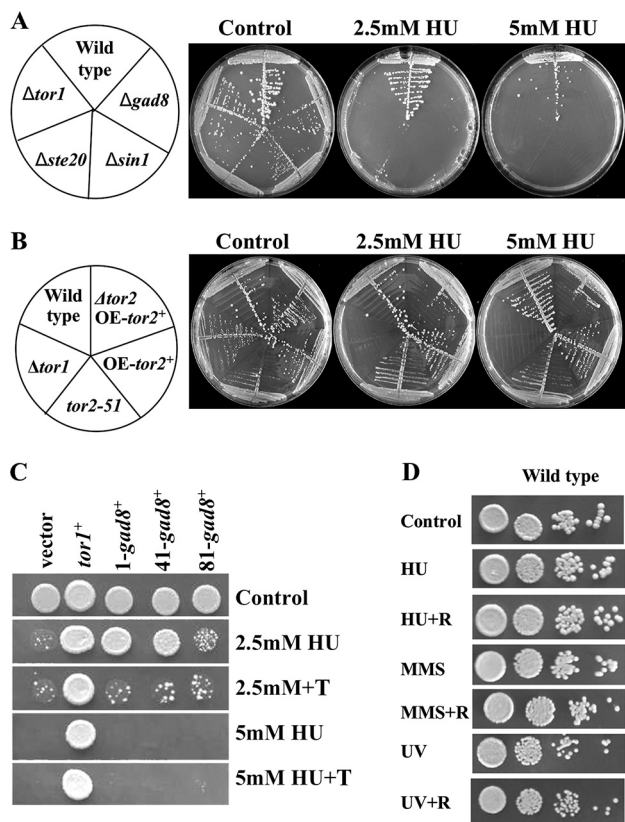 A
Wild type
Δtor1
Δgad8
Δste20
Δsin1
Control
2.5mM HU
5mM HU
B
Wild type
Δtor2 OE-tor2⁺
Δtor1
OE-tor2⁺
tor2-51
Control
2.5mM HU
5mM HU
C
vector
tor1⁺
1-gad8⁺
41-gad8⁺
81-gad8⁺
Control
2.5mM HU
2.5mM+T
5mM HU
5mM HU+T
D
Wild type
Control
HU
HU+R
MMS
MMS+R
UV
UV+R